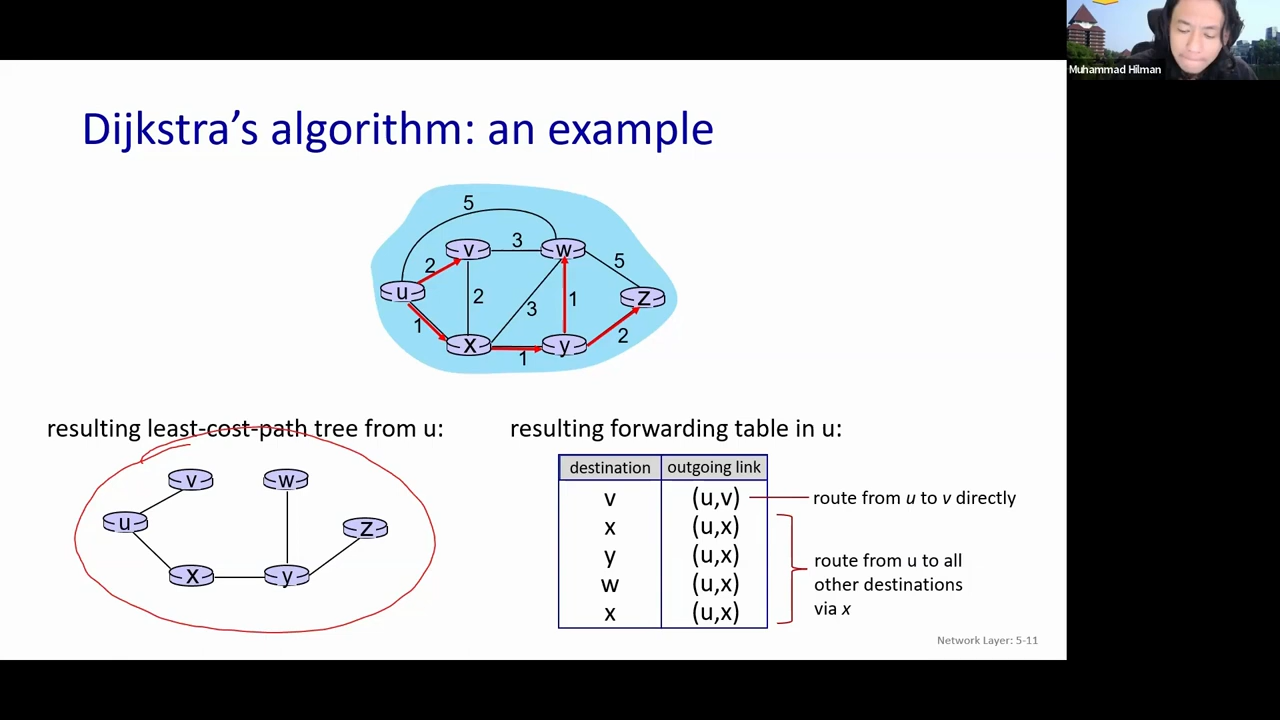 Muhammad Hilman
Dijkstra's algorithm: an example
5
v
3
w
2
5
u
2
3
1
z
1
x
1
y
2
resulting least-cost-path tree from u:
v
w
u
z
x
y
resulting forwarding table in u:
destination outgoing link
v (u,v)
x (u,x)
y (u,x)
w (u,x)
x (u,x)
route from u to v directly
route from u to all
other destinations
via x
Network Layer: 5-11